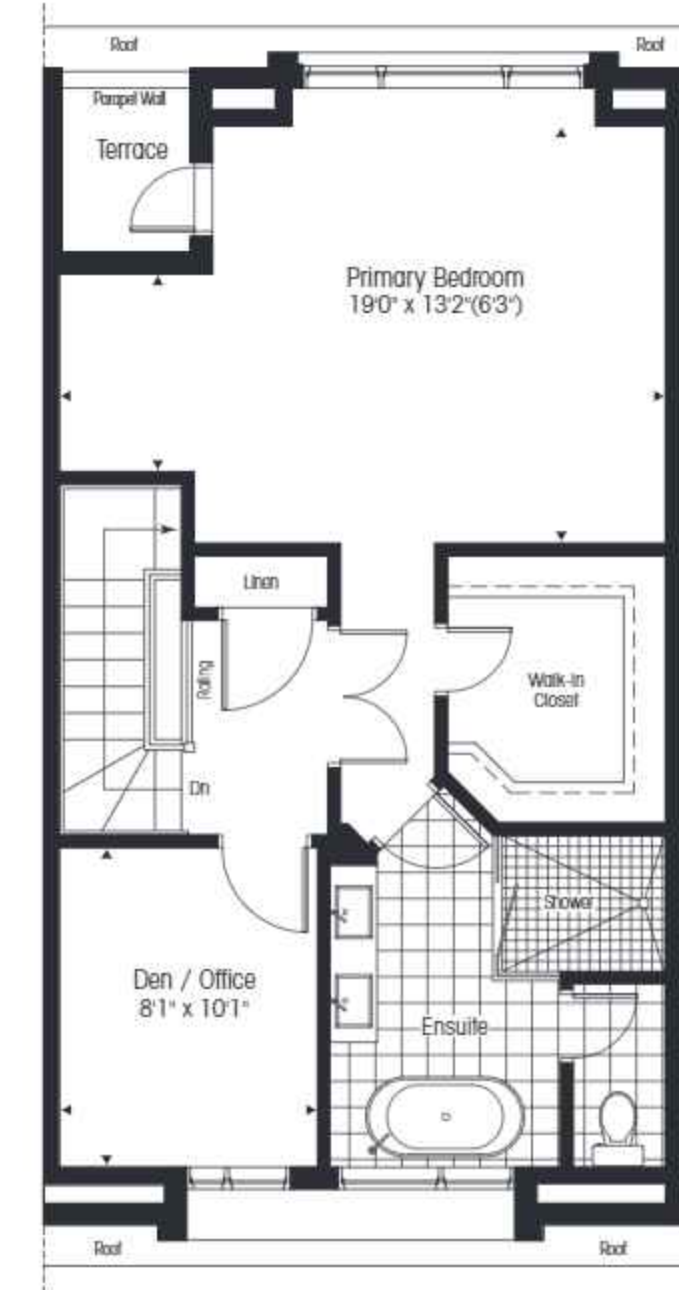 Roof
Roof
Parapet Wall
Terrace
Primary Bedroom
19'0" x 13'2"(6'3")
Linen
Railing
Walk-in
Closet
Dn
Shower
Den / Office
8'1" x 10'1"
Ensuite
Roof
Roof